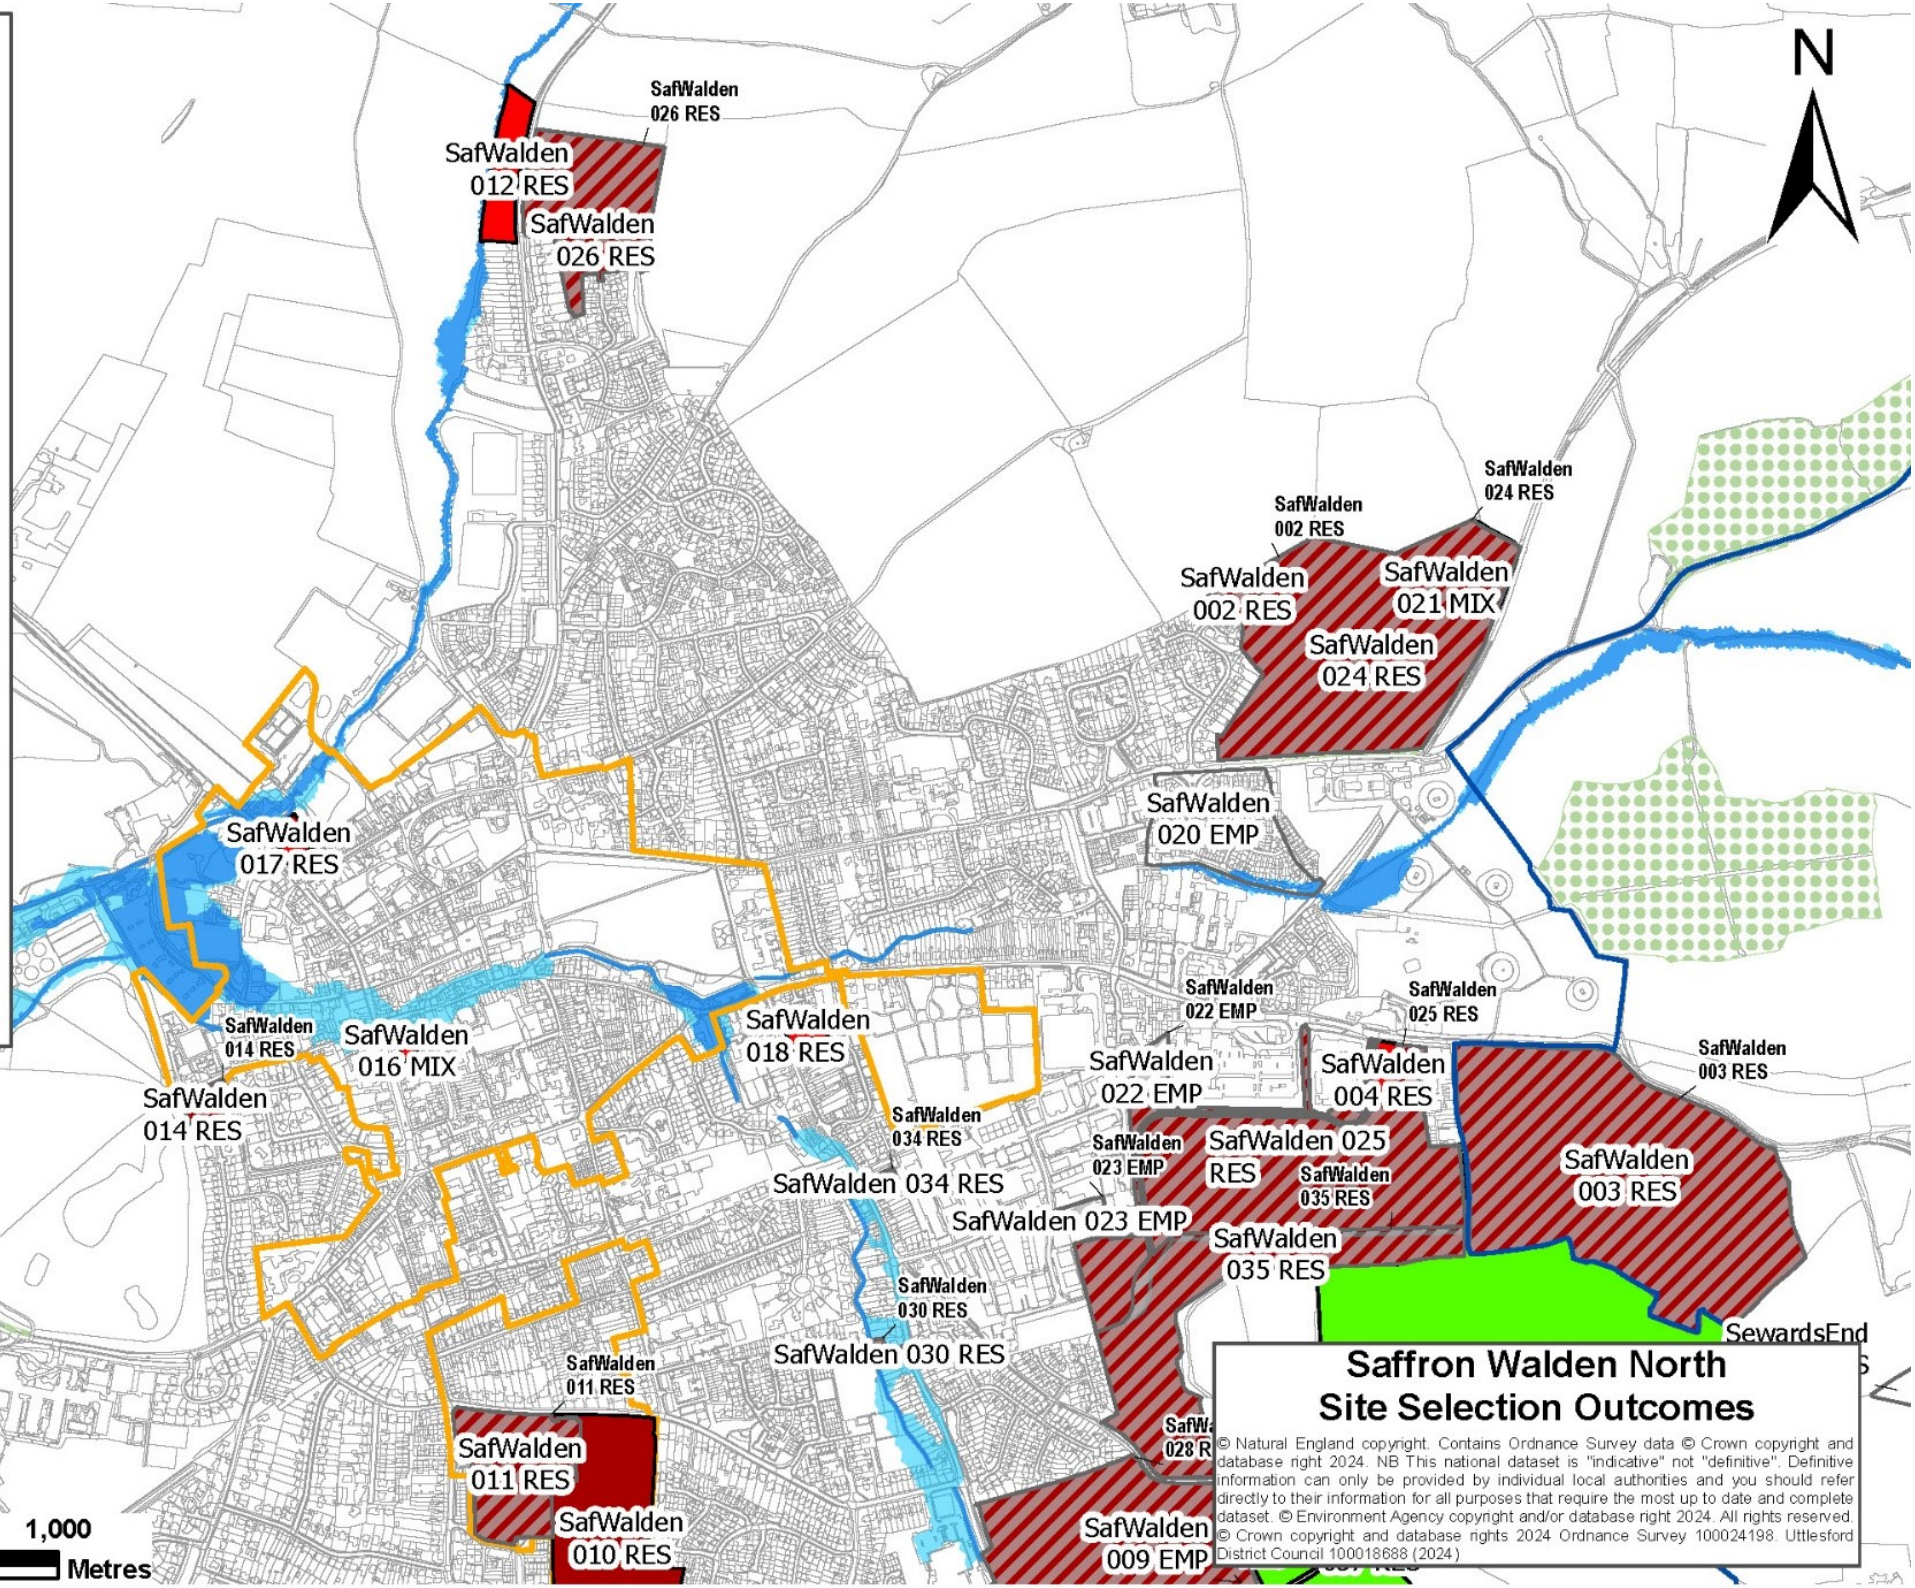 N
SafWalden
026 RES
SafWalden
012 RES
SafWalden
026 RES
SafWalden
024 RES
SafWalden
002 RES
SafWalden
002 RES
SafWalden
021 MIX
SafWalden
024 RES
SafWalden
020 EMP
SafWalden
017 RES
SafWalden
022 EMP
SafWalden
025 RES
SafWalden
014 RES
SafWalden
016 MIX
SafWalden
018 RES
SafWalden
022 EMP
SafWalden
004 RES
SafWalden
003 RES
SafWalden
014 RES
SafWalden
034 RES
SafWalden
023 EMP
SafWalden 025
RES
SafWalden
035 RES
SafWalden
003 RES
SafWalden 034 RES
SafWalden 023 EMP
SafWalden
035 RES
SafWalden
030 RES
SafWalden 030 RES
SewardsEnd
SafWalden
011 RES
SafWalden
011 RES
SafWalden
010 RES
SafWa
028 R
SafWalden
009 EMP
Saffron Walden North
Site Selection Outcomes
© Natural England copyright. Contains Ordnance Survey data © Crown copyright and
database right 2024. NB This national dataset is "indicative" not "definitive". Definitive
information can only be provided by individual local authorities and you should refer
directly to their information for all purposes that require the most up to date and complete
dataset. © Environment Agency copyright and/or database right 2024. All rights reserved.
© Crown copyright and database rights 2024 Ordnance Survey 100024198. Uttlesford
District Council 100018688 (2024)
1,000
Metres